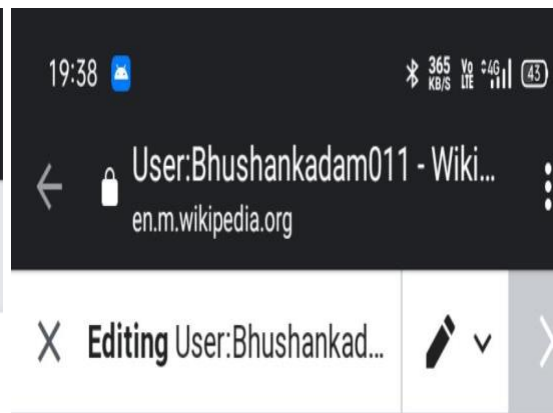 19:38 365 KB/S Vo LTE 4G 43
User:Bhushankadam011 - Wiki...
en.m.wikipedia.org
Editing User:Bhushankad...